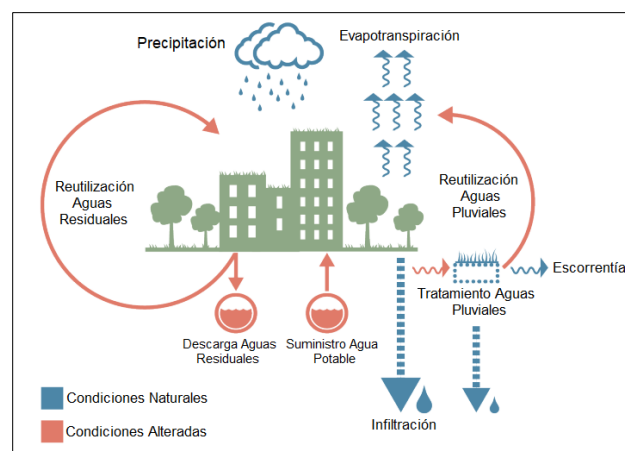 Precipitación
Evapotranspiración
Reutilización
Aguas
Residuales
Reutilización
Aguas
Pluviales
Escorrentía
Tratamiento Aguas
Pluviales
Descarga Aguas
Residuales
Suministro Agua
Potable
Infiltración
Condiciones Naturales
Condiciones Alteradas